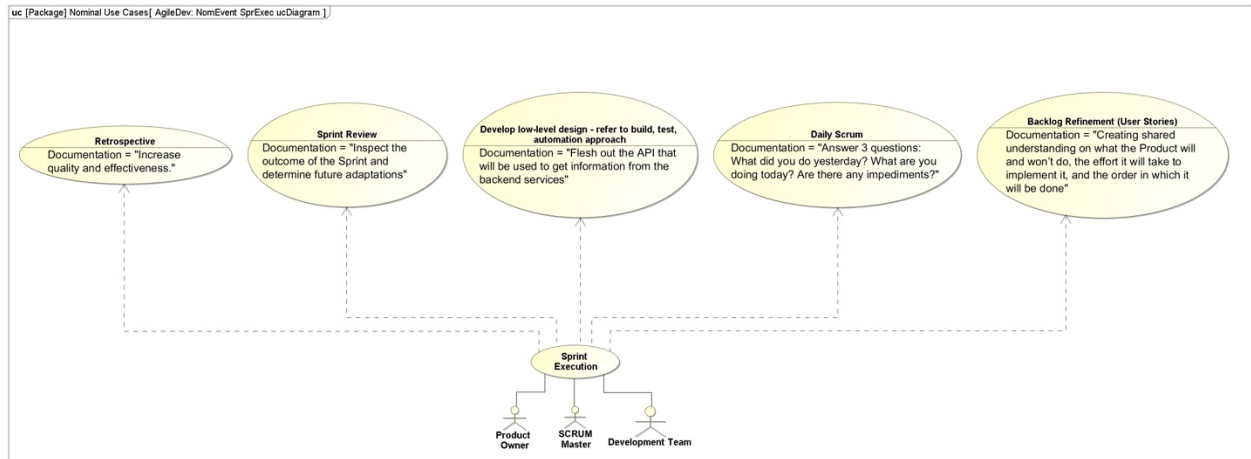 uc [Package] Nominal Use Cases[ AgileDev: NomEvent SprExec ucDiagram ]
Retrospective
Documentation = "Increase
quality and effectiveness."
Sprint Review
Documentation = "Inspect the
outcome of the Sprint and
determine future adaptations"
Develop low-level design - refer to build, test,
automation approach
Documentation = "Flesh out the API that
will be used to get information from the
backend services"
Daily Scrum
Documentation = "Answer 3 questions:
What did you do yesterday? What are you
doing today? Are there any impediments?"
Backlog Refinement (User Stories)
Documentation = "Creating shared
understanding on what the Product will
and won't do, the effort it will take to
implement it, and the order in which it
will be done"
Sprint
Execution
Product
Owner
SCRUM
Master
Development Team